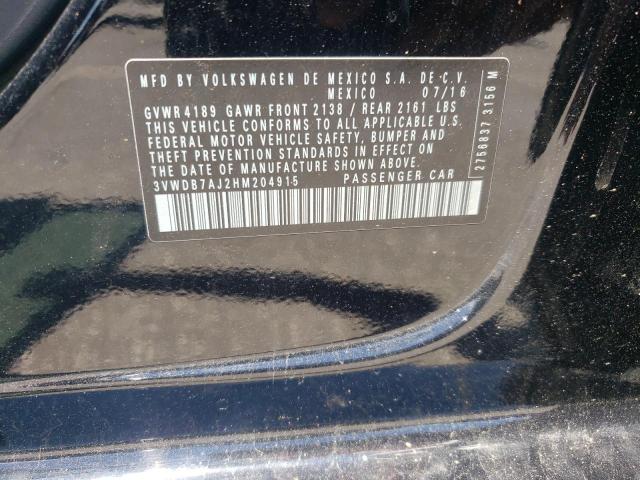 MFD BY VOLKSWAGEN DE MEXICO S.A. DE C.V.
MEXICO 07/16
GVWR 4189 GAWR FRONT 2138 / REAR 2161 LBS
THIS VEHICLE CONFORMS TO ALL APPLICABLE U.S.
FEDERAL MOTOR VEHICLE SAFETY, BUMPER AND
THEFT PREVENTION STANDARDS IN EFFECT ON
THE DATE OF MANUFACTURE SHOWN ABOVE.
3VWDB7AJ2HM204915 PASSENGER CAR
2756837 3156 M